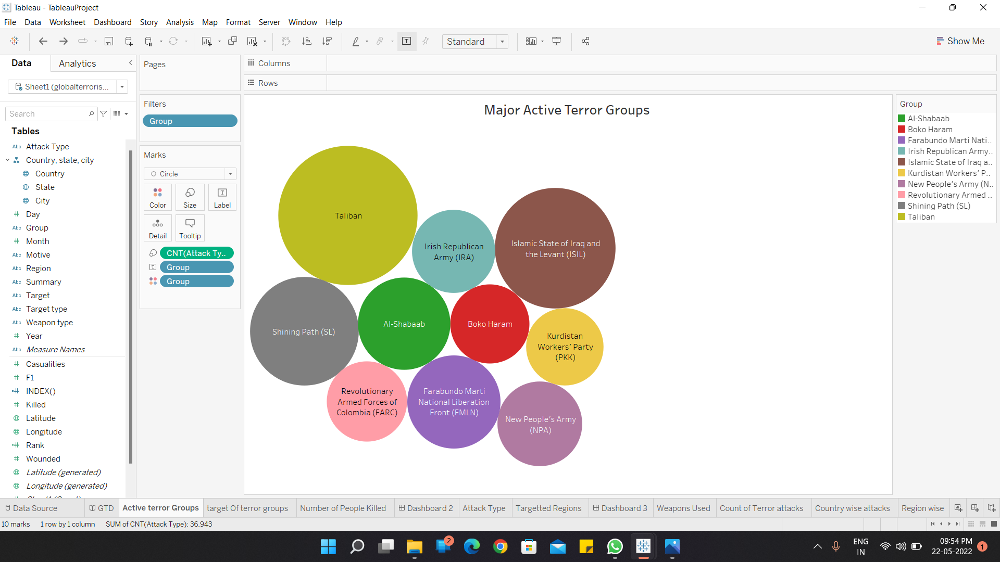 Tableau - TableauProject
File Data Worksheet Dashboard Story Analysis Map Format Server Window Help
Standard
Show Me
Data
Analytics
Sheet1 (globalterroris...
Search
Tables
Abc Attack Type
Country, state, city
Country
State
City
# Day
Abc Group
# Month
Abc Motive
Abc Region
Abc Summary
Abc Target
Abc Target type
Abc Weapon type
# Year
Abc Measure Names
# Casualities
# F1
=# INDEX()
# Killed
Latitude
Longitude
=# Rank
# Wounded
Latitude (generated)
Longitude (generated)
Pages
Filters
Group
Marks
Circle
Color
Size
T
Label
Detail
Tooltip
CNT(Attack Ty..
T Group
Group
Columns
Rows
Major Active Terror Groups
Taliban
Irish Republican
Army (IRA)
Islamic State of Iraq and
the Levant (ISIL)
Shining Path (SL)
Al-Shabaab
Boko Haram
Kurdistan
Workers' Party
(PKK)
Revolutionary
Armed Forces of
Colombia (FARC)
Farabundo Marti
National Liberation
Front (FMLN)
New People's Army
(NPA)
Group
Al-Shabaab
Boko Haram
Farabundo Marti Nati..
Irish Republican Army..
Islamic State of Iraq a..
Kurdistan Workers' P..
New People's Army (N..
Revolutionary Armed ..
Shining Path (SL)
Taliban
Data Source GTD Active terror Groups target Of terror groups Number of People Killed Dashboard 2 Attack Type Targetted Regions Dashboard 3 Weapons Used Count of Terror attacks Country wise attacks Region wise
10 marks 1 row by 1 column SUM of CNT(Attack Type): 36,943
2
ENG
IN
09:54 PM
22-05-2022
1